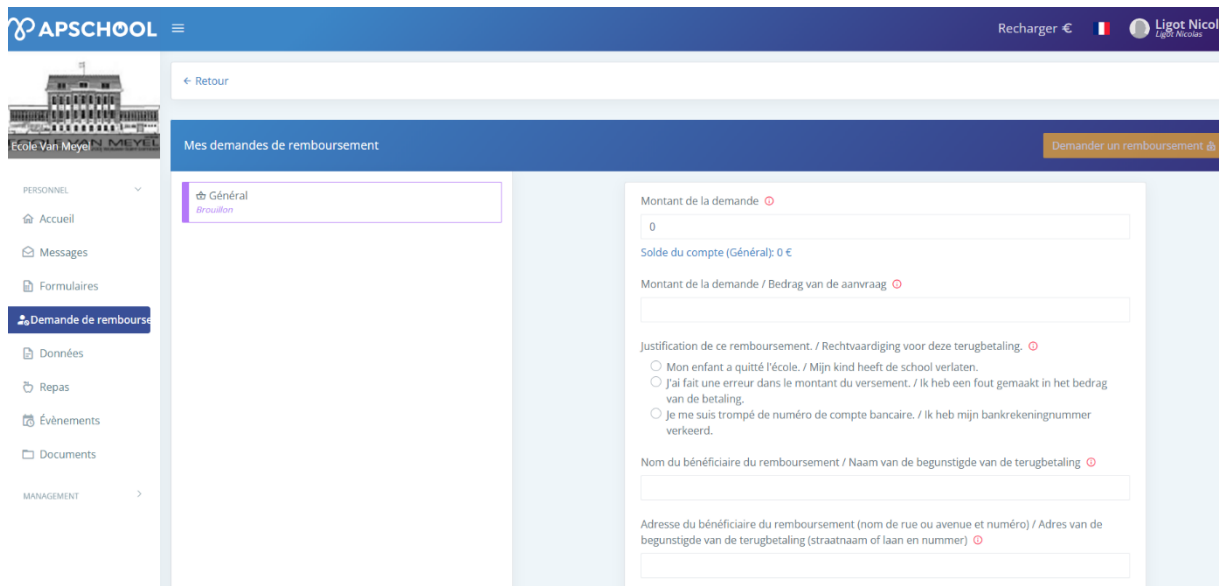 APSCHOOL
Recharger €
Ligot Nicol
Ligot Nicolas
← Retour
Ecole Van Meyel
Mes demandes de remboursement
Demander un remboursement
PERSONNEL
Accueil
Messages
Formulaires
Demande de rembourse
Données
Repas
Évènements
Documents
MANAGEMENT
Général
Brouillon
Montant de la demande
0
Solde du compte (Général): 0 €
Montant de la demande / Bedrag van de aanvraag
Justification de ce remboursement. / Rechtvaardiging voor deze terugbetaling.
Mon enfant a quitté l'école. / Mijn kind heeft de school verlaten.
J'ai fait une erreur dans le montant du versement. / Ik heb een fout gemaakt in het bedrag
van de betaling.
Je me suis trompé de numéro de compte bancaire. / Ik heb mijn bankrekeningnummer
verkeerd.
Nom du bénéficiaire du remboursement / Naam van de begunstigde van de terugbetaling
Adresse du bénéficiaire du remboursement (nom de rue ou avenue et numéro) / Adres van de
begunstigde van de terugbetaling (straatnaam of laan en nummer)